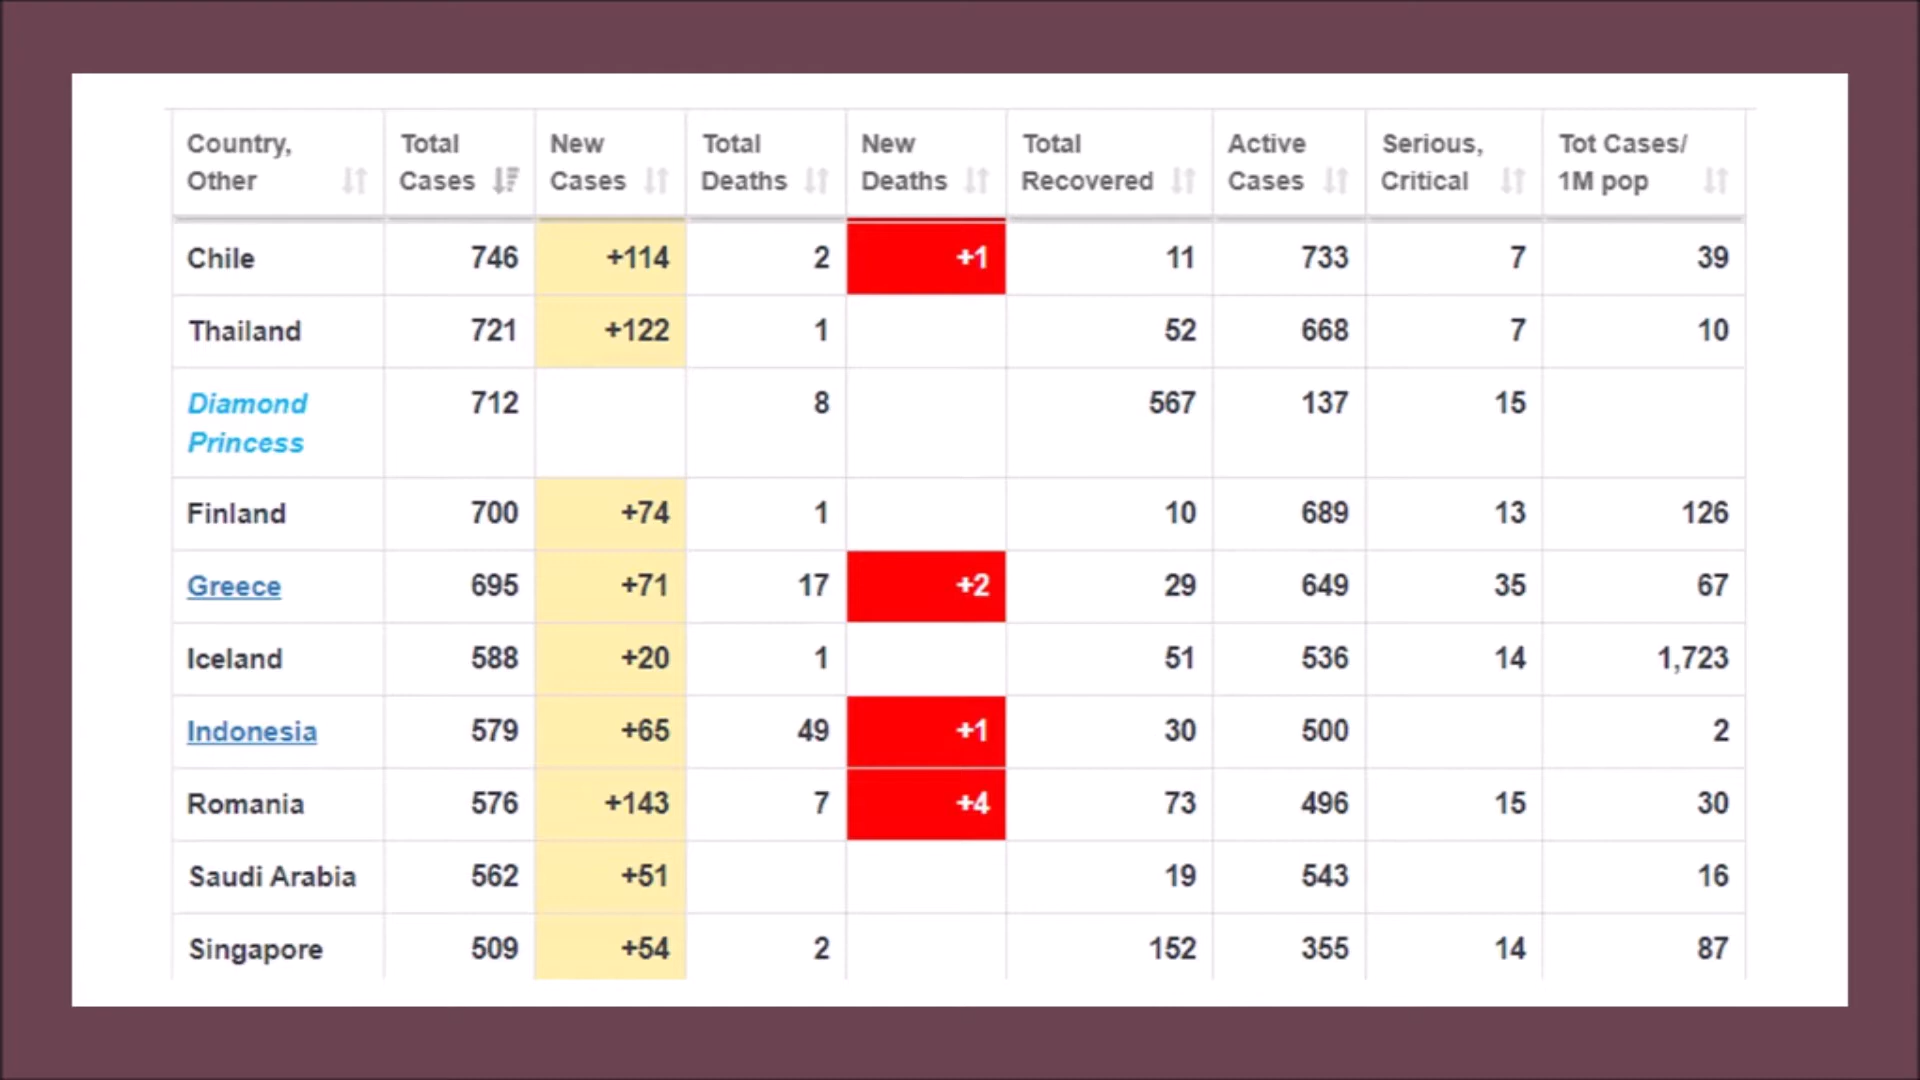 Country, Other Total Cases New Cases Total Deaths New Deaths Total Recovered Active Cases Serious, Critical Tot Cases/ 1M pop
Chile 746 +114 2 +1 11 733 7 39
Thailand 721 +122 1 52 668 7 10
Diamond Princess 712 8 567 137 15
Finland 700 +74 1 10 689 13 126
Greece 695 +71 17 +2 29 649 35 67
Iceland 588 +20 1 51 536 14 1,723
Indonesia 579 +65 49 +1 30 500 2
Romania 576 +143 7 +4 73 496 15 30
Saudi Arabia 562 +51 19 543 16
Singapore 509 +54 2 152 355 14 87